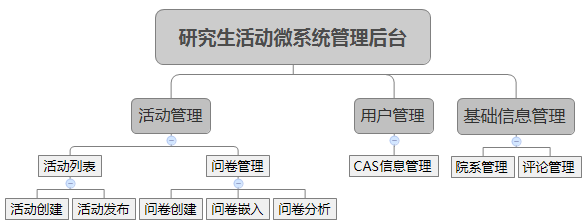 研究生活动微系统管理后台
活动管理
用户管理
基础信息管理
活动列表
问卷管理
CAS信息管理
院系管理
评论管理
活动创建
活动发布
问卷创建
问卷嵌入
问卷分析